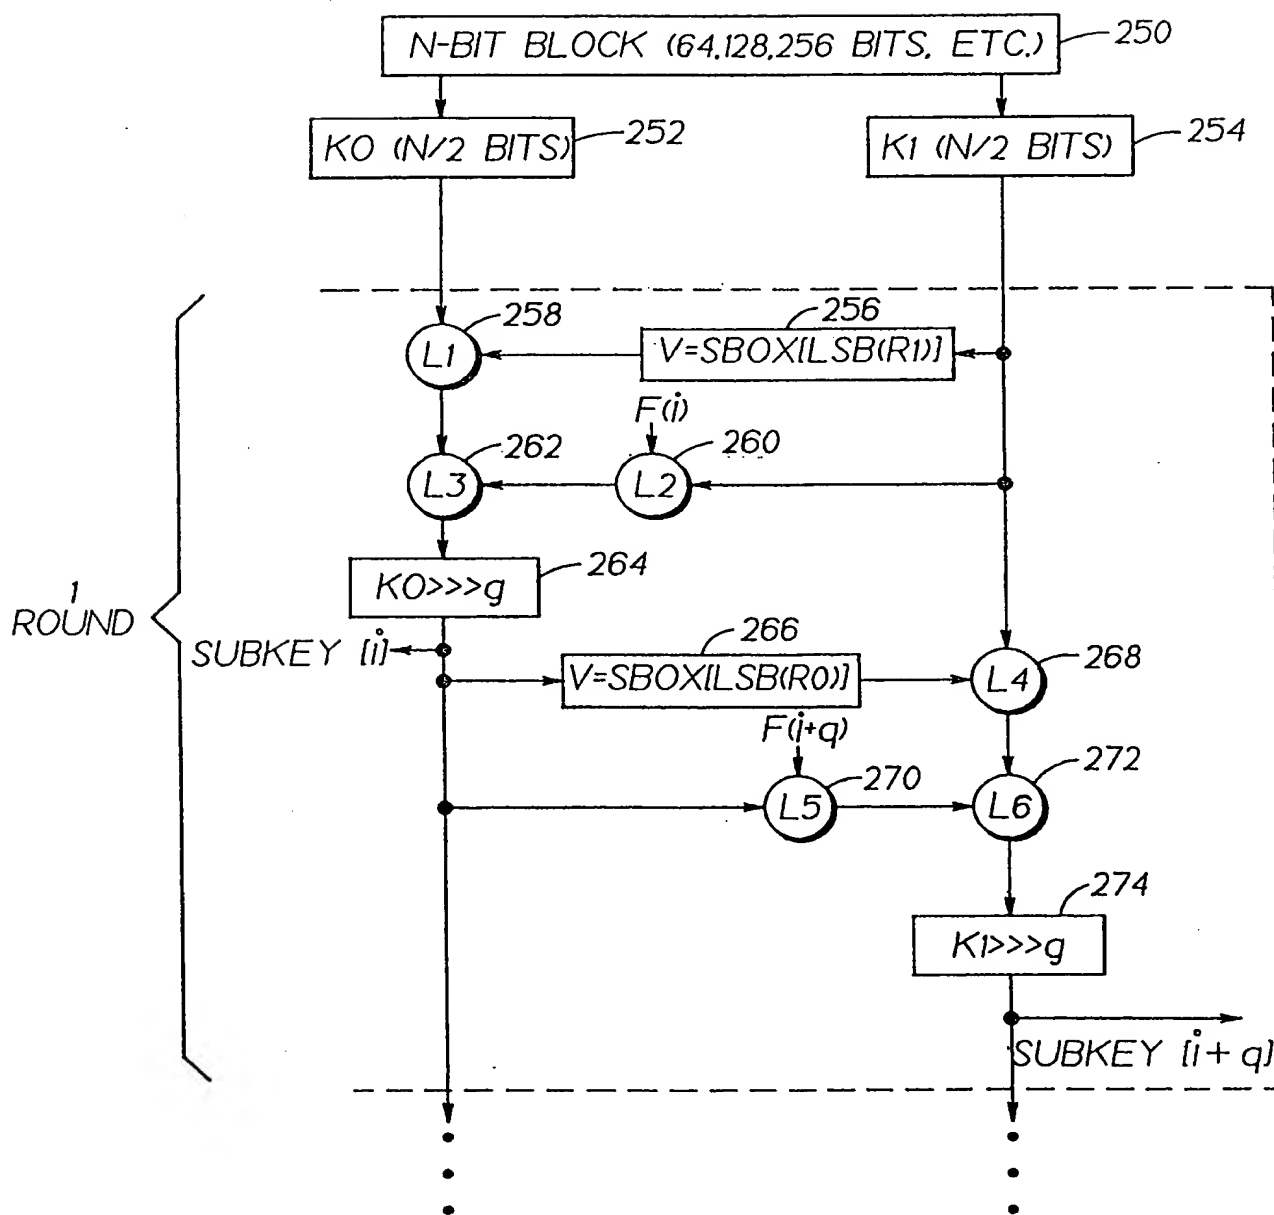 N-BIT BLOCK (64,128,256 BITS, ETC.)
250
K0 (N/2 BITS)
252
K1 (N/2 BITS)
254
258
256
L1
V=SBOX[LSB(R1)]
F(i)
262
260
L3
L2
K0>>>g
264
1
ROUND
SUBKEY [i]
266
V=SBOX[LSB(R0)]
268
L4
F(i+q)
270
272
L5
L6
274
K1>>>g
SUBKEY [i+q]